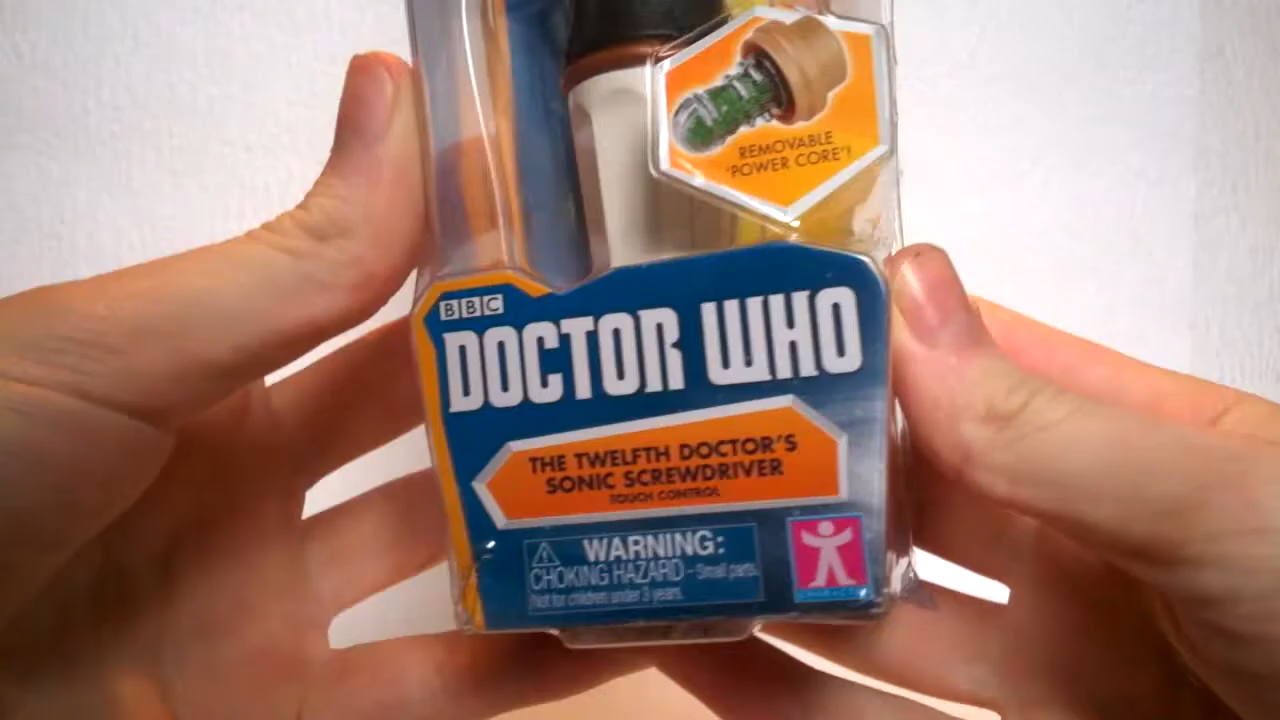 REMOVABLE
'POWER CORE'!
BBC
DOCTOR WHO
THE TWELFTH DOCTOR'S
SONIC SCREWDRIVER
TOUCH CONTROL
WARNING:
CHOKING HAZARD - Small parts.
Not for children under 3 years.
CHARACTER